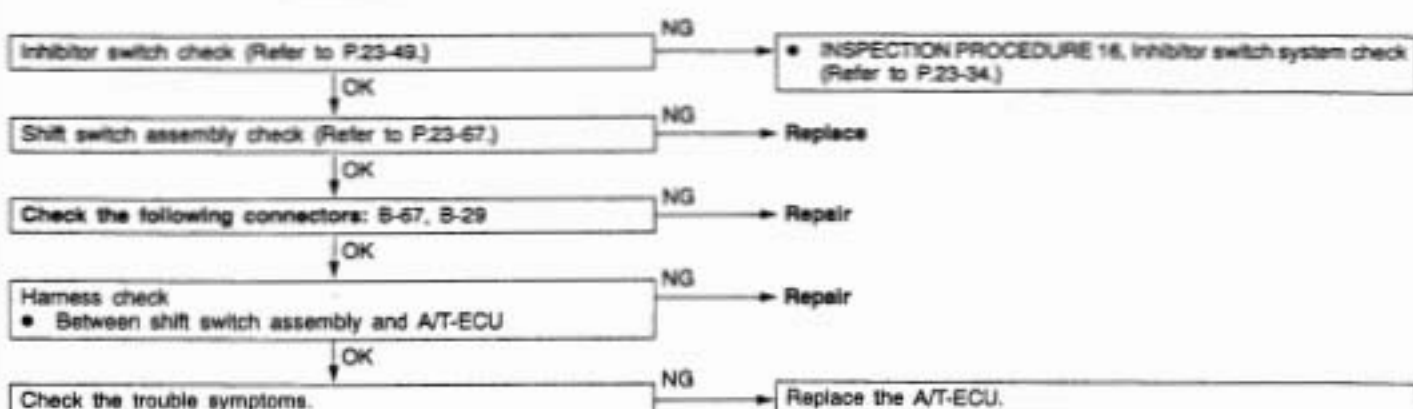 NG
Inhibitor switch check (Refer to P.23-49.)
• INSPECTION PROCEDURE 16, Inhibitor switch system check
(Refer to P.23-34.)
OK
NG
Shift switch assembly check (Refer to P.23-67.)
Replace
OK
NG
Check the following connectors: B-67, B-29
Repair
OK
NG
Harness check
Repair
• Between shift switch assembly and A/T-ECU
OK
NG
Check the trouble symptoms.
Replace the A/T-ECU.